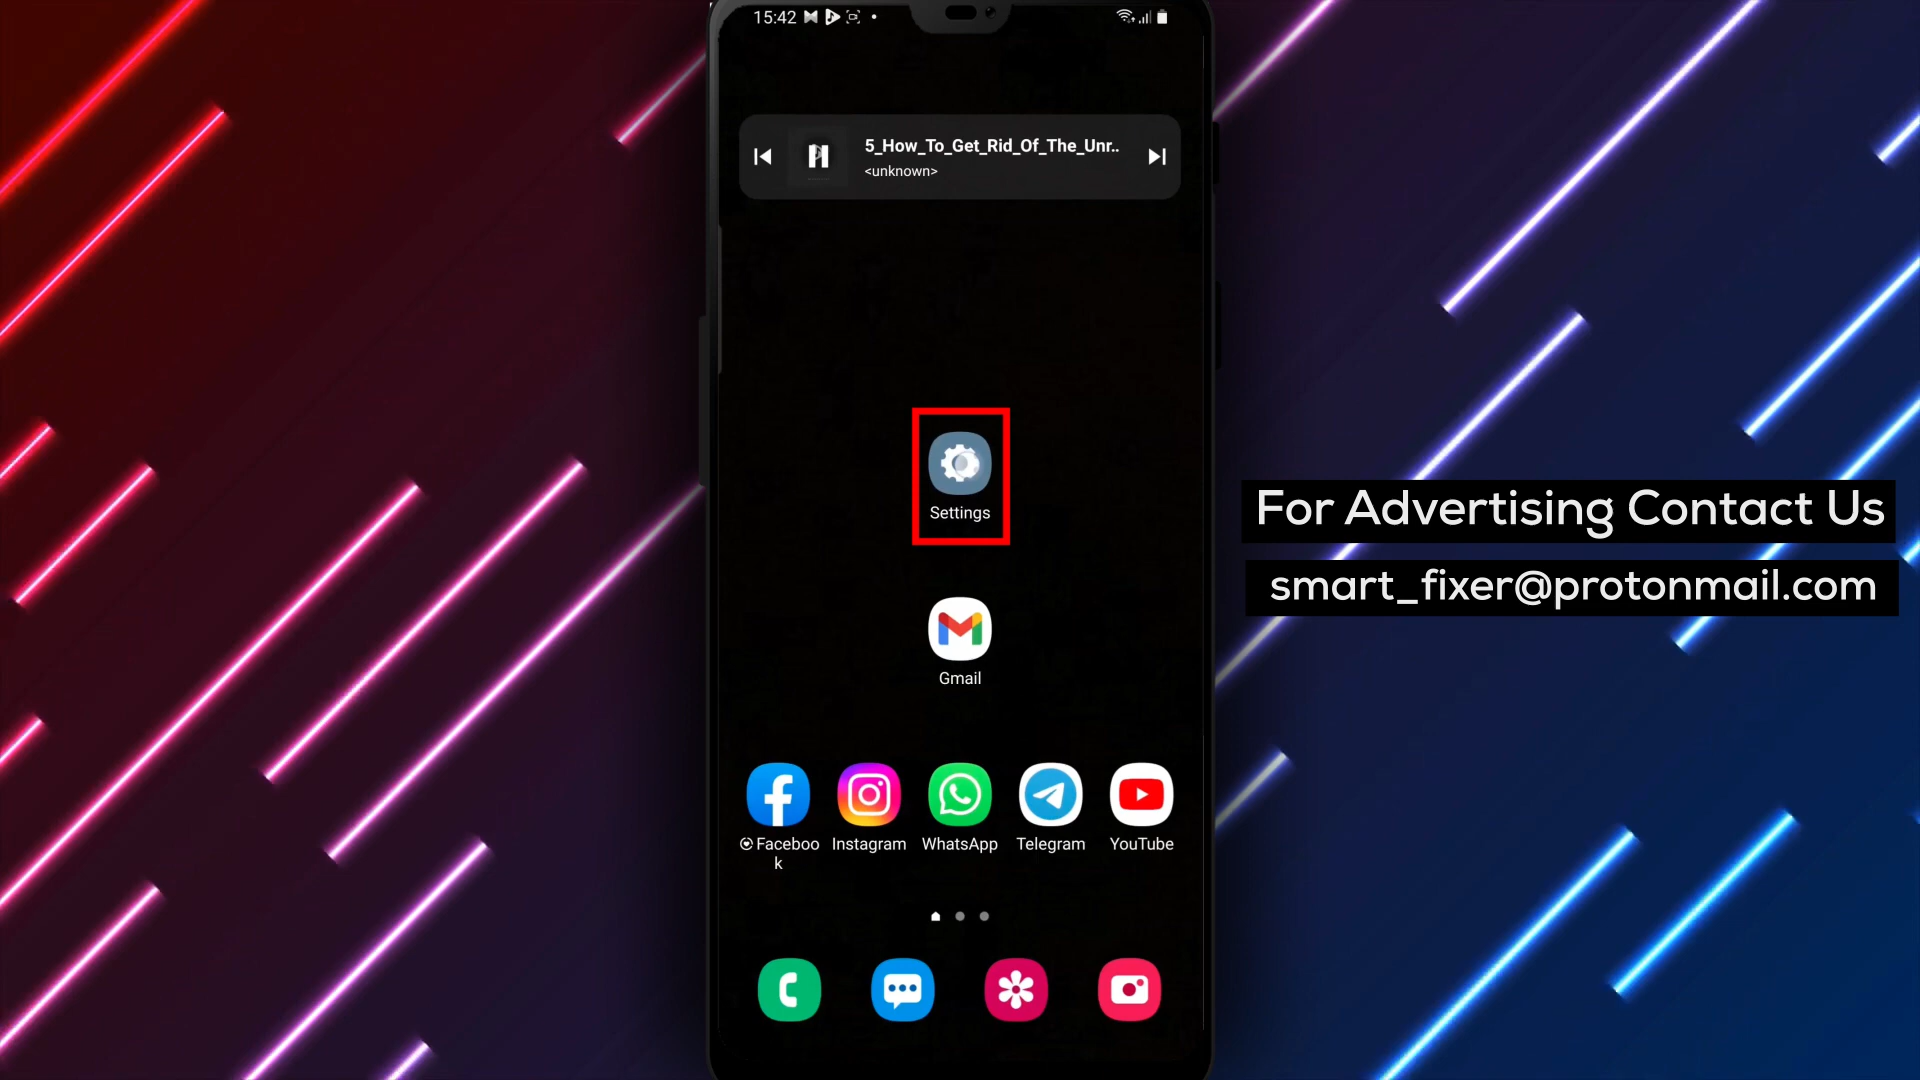 15:42
5_How_To_Get_Rid_Of_The_Unr..
<unknown>
Settings
For Advertising Contact Us
smart_fixer@protonmail.com
Gmail
Faceboo
k
Instagram
WhatsApp
Telegram
YouTube